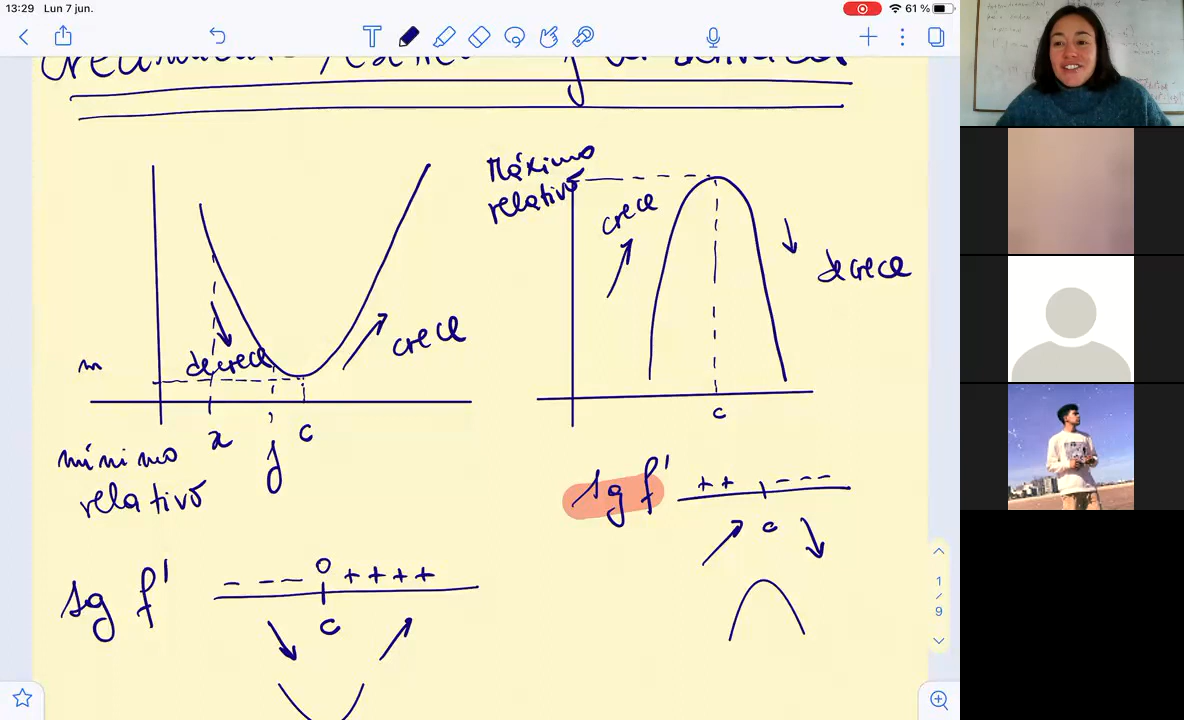 13:29 Lun 7 jun.
61 %
T
Máximo
relativo
crece
decrece
m
decrece
crece
x
y
c
c
mínimo
relativo
sg f' ++ ---
c
sg f' - -- 0 ++++
c
1
/
9